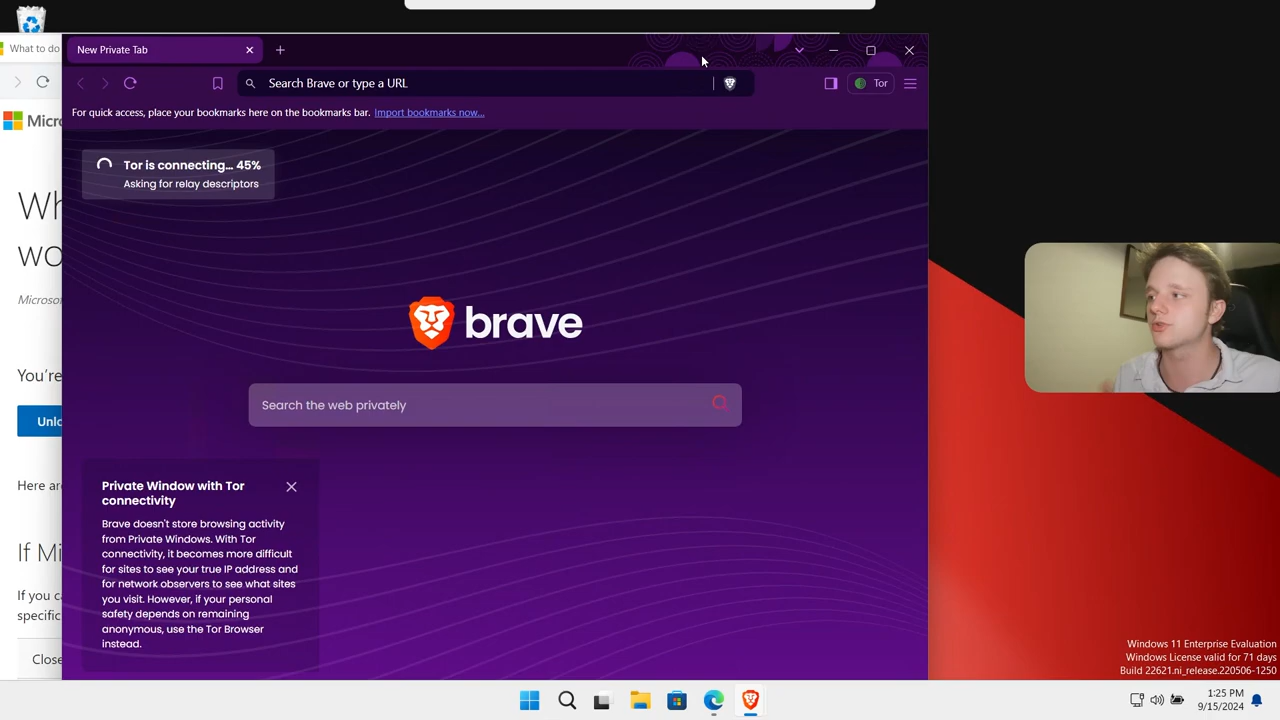 What to do
New Private Tab
Search Brave or type a URL
Tor
For quick access, place your bookmarks here on the bookmarks bar. Import bookmarks now...
Micro
Tor is connecting... 45%
Asking for relay descriptors
Wh
wo
Microsof
brave
You're
Search the web privately
Unlo
Here are
Private Window with Tor
connectivity
Brave doesn't store browsing activity
from Private Windows. With Tor
connectivity, it becomes more difficult
for sites to see your true IP address and
for network observers to see what sites
you visit. However, if your personal
safety depends on remaining
anonymous, use the Tor Browser
instead.
If Mi
If you ca
specific
Close
Windows 11 Enterprise Evaluation
Windows License valid for 71 days
Build 22621.ni_release.220506-1250
1:25 PM
9/15/2024